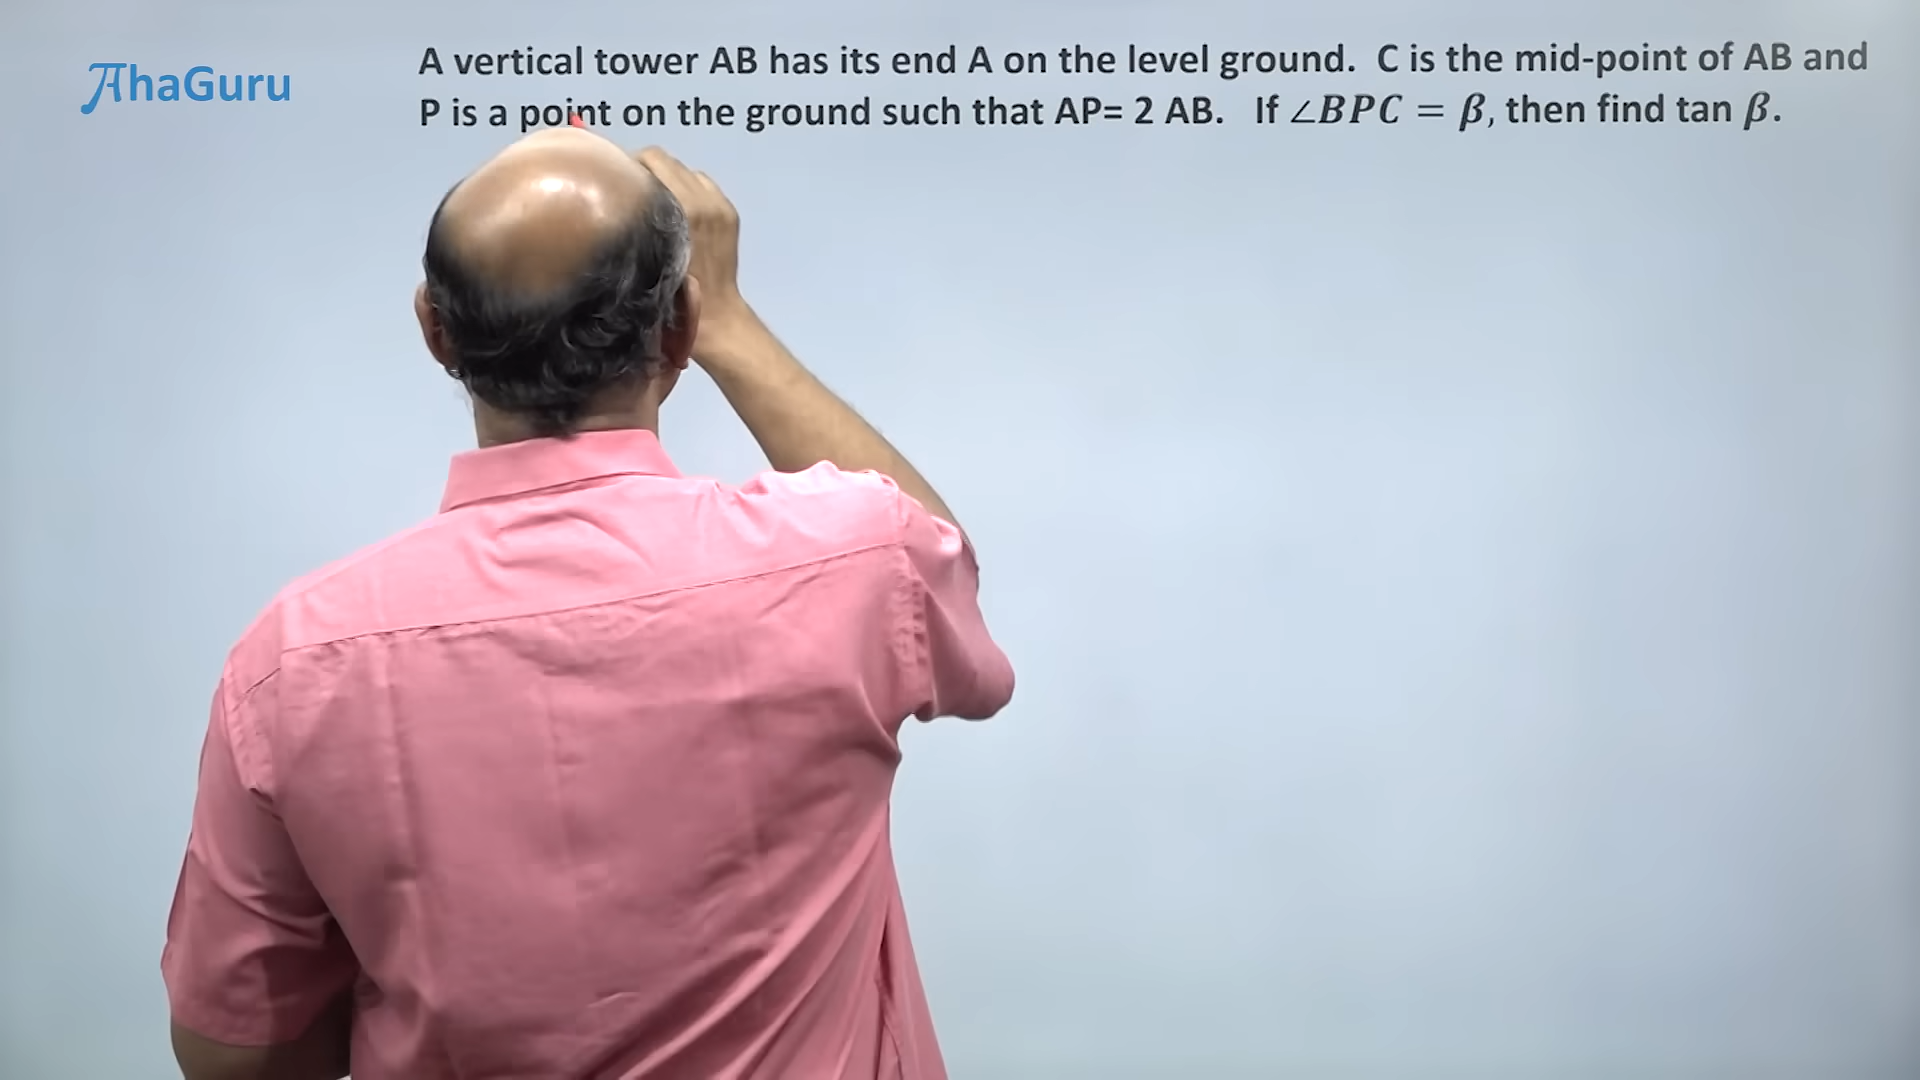 AhaGuru
A vertical tower AB has its end A on the level ground. C is the mid-point of AB and
P is a point on the ground such that AP= 2 AB. If ∠BPC = β, then find tan β.